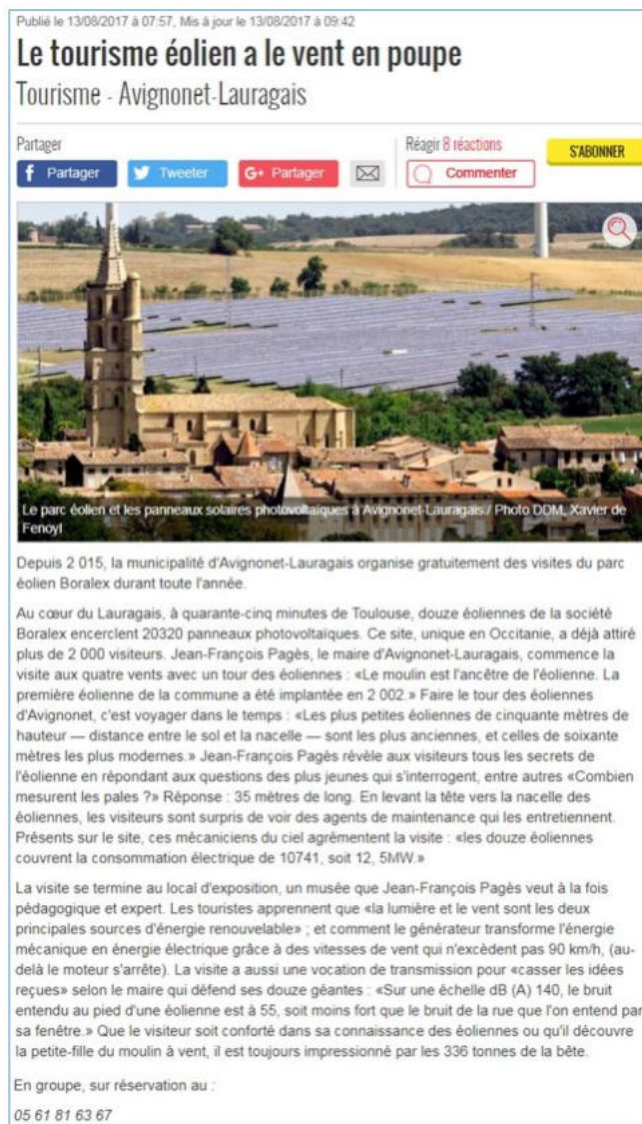 Publié le 13/08/2017 à 07:57, Mis à jour le 13/08/2017 à 09:42
Le tourisme éolien a le vent en poupe
Tourisme - Avignonet-Lauragais
Partager
Réagir 8 réactions
S'ABONNER
f Partager
Tweeter
G+ Partager
Commenter
Le parc éolien et les panneaux solaires photovoltaïques à Avignonet-Lauragais / Photo DDM, Xavier de
Fenoyl
Depuis 2 015, la municipalité d'Avignonet-Lauragais organise gratuitement des visites du parc
éolien Boralex durant toute l'année.
Au cœur du Lauragais, à quarante-cinq minutes de Toulouse, douze éoliennes de la société
Boralex encerclent 20320 panneaux photovoltaïques. Ce site, unique en Occitanie, a déjà attiré
plus de 2 000 visiteurs. Jean-François Pagès, le maire d'Avignonet-Lauragais, commence la
visite aux quatre vents avec un tour des éoliennes : «Le moulin est l'ancêtre de l'éolienne. La
première éolienne de la commune a été implantée en 2 002.» Faire le tour des éoliennes
d'Avignonet, c'est voyager dans le temps : «Les plus petites éoliennes de cinquante mètres de
hauteur — distance entre le sol et la nacelle — sont les plus anciennes, et celles de soixante
mètres les plus modernes.» Jean-François Pagès révèle aux visiteurs tous les secrets de
l'éolienne en répondant aux questions des plus jeunes qui s'interrogent, entre autres «Combien
mesurent les pales ?» Réponse : 35 mètres de long. En levant la tête vers la nacelle des
éoliennes, les visiteurs sont surpris de voir des agents de maintenance qui les entretiennent.
Présents sur le site, ces mécaniciens du ciel agrémentent la visite : «les douze éoliennes
couvrent la consommation électrique de 10741, soit 12, 5MW.»
La visite se termine au local d'exposition, un musée que Jean-François Pagès veut à la fois
pédagogique et expert. Les touristes apprennent que «la lumière et le vent sont les deux
principales sources d'énergie renouvelable» ; et comment le générateur transforme l'énergie
mécanique en énergie électrique grâce à des vitesses de vent qui n'excèdent pas 90 km/h, (au-
delà le moteur s'arrête). La visite a aussi une vocation de transmission pour «casser les idées
reçues» selon le maire qui défend ses douze géantes : «Sur une échelle dB (A) 140, le bruit
entendu au pied d'une éolienne est à 55, soit moins fort que le bruit de la rue que l'on entend par
sa fenêtre.» Que le visiteur soit conforté dans sa connaissance des éoliennes ou qu'il découvre
la petite-fille du moulin à vent, il est toujours impressionné par les 336 tonnes de la bête.
En groupe, sur réservation au :
05 61 81 63 67